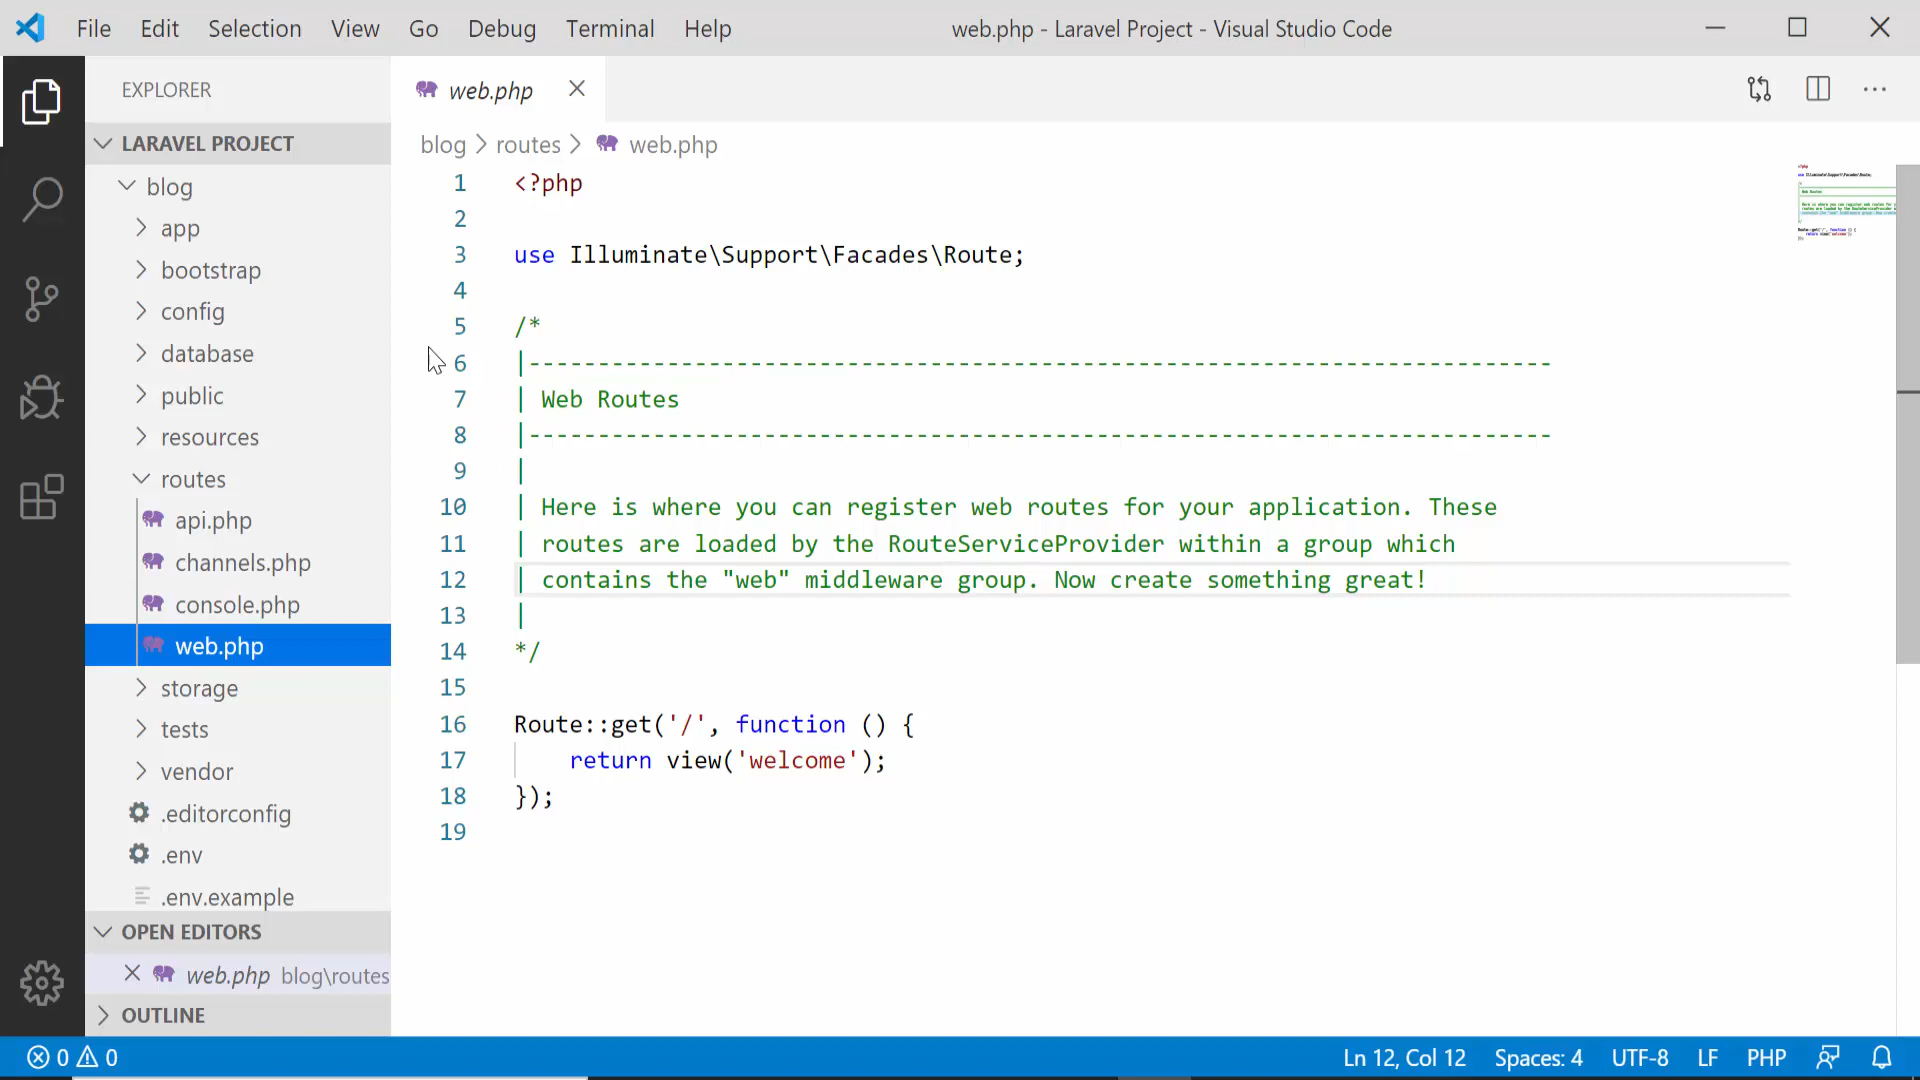 File Edit Selection View Go Debug Terminal Help
web.php - Laravel Project - Visual Studio Code
EXPLORER
LARAVEL PROJECT
blog
app
bootstrap
config
database
public
resources
routes
api.php
channels.php
console.php
web.php
storage
tests
vendor
.editorconfig
.env
.env.example
OPEN EDITORS
web.php blog\routes
OUTLINE
web.php
blog > routes > web.php
1 <?php
2
3 use Illuminate\Support\Facades\Route;
4
5 /*
6 |--------------------------------------------------------------------------
7 | Web Routes
8 |--------------------------------------------------------------------------
9 |
10 | Here is where you can register web routes for your application. These
11 | routes are loaded by the RouteServiceProvider within a group which
12 | contains the "web" middleware group. Now create something great!
13 |
14 */
15
16 Route::get('/', function () {
17     return view('welcome');
18 });
19
0 0
Ln 12, Col 12 Spaces: 4 UTF-8 LF PHP